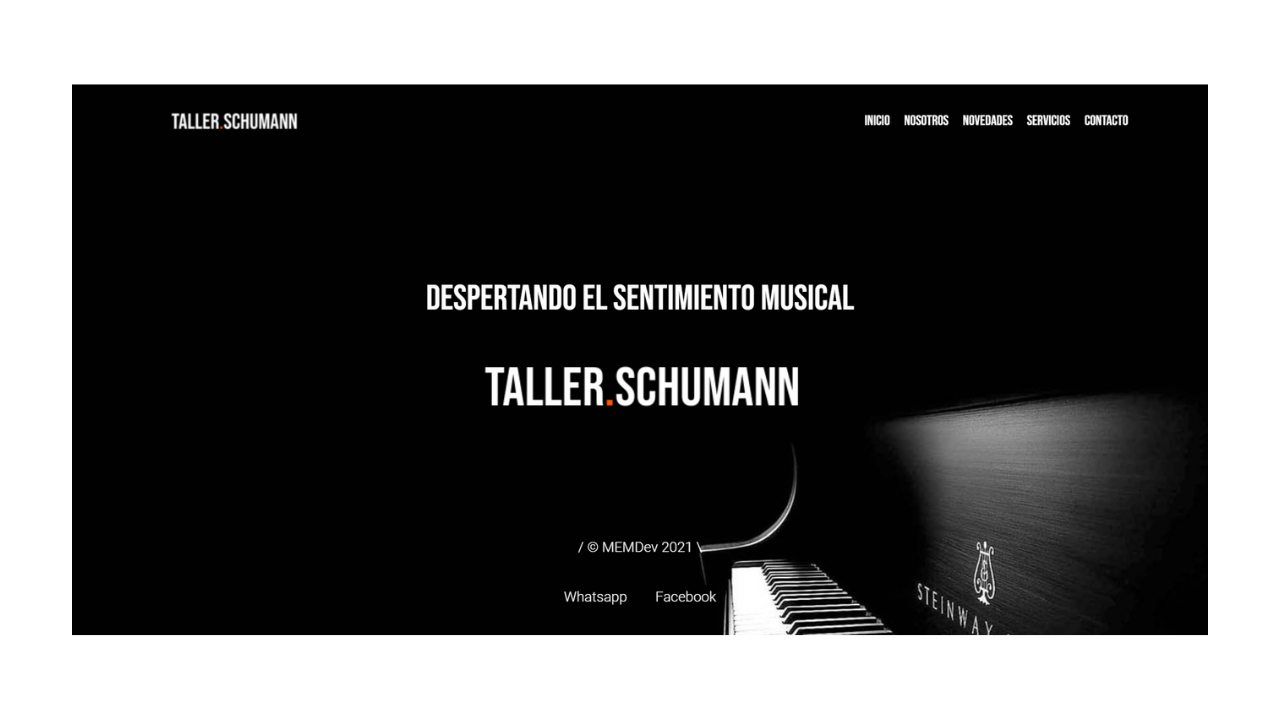 TALLER.SCHUMANN
INICIO NOSOTROS NOVEDADES SERVICIOS CONTACTO
DESPERTANDO EL SENTIMIENTO MUSICAL
TALLER.SCHUMANN
/ © MEMDev 2021 \
Whatsapp Facebook
STEINWAY